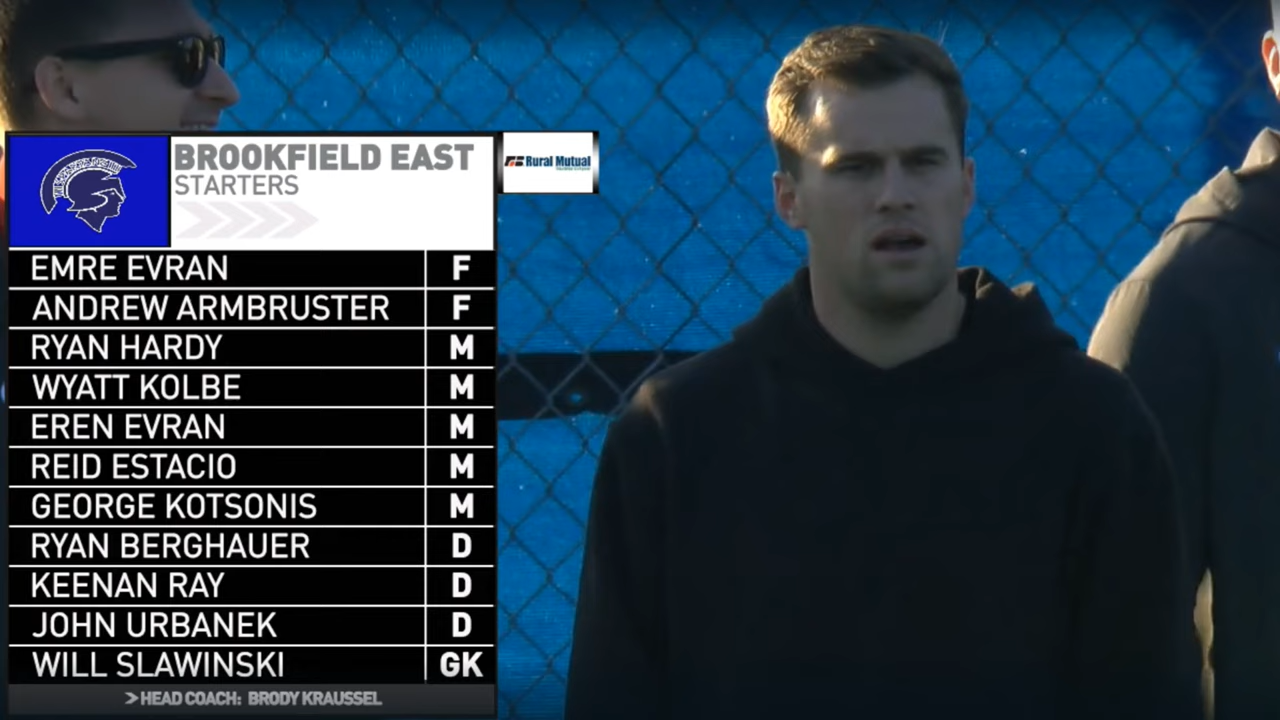 BROOKFIELD EAST
STARTERS
Rural Mutual
EMRE EVRAN F
ANDREW ARMBRUSTER F
RYAN HARDY M
WYATT KOLBE M
EREN EVRAN M
REID ESTACIO M
GEORGE KOTSONIS M
RYAN BERGHAUER D
KEENAN RAY D
JOHN URBANEK D
WILL SLAWINSKI GK
>HEAD COACH: BRODY KRAUSSEL